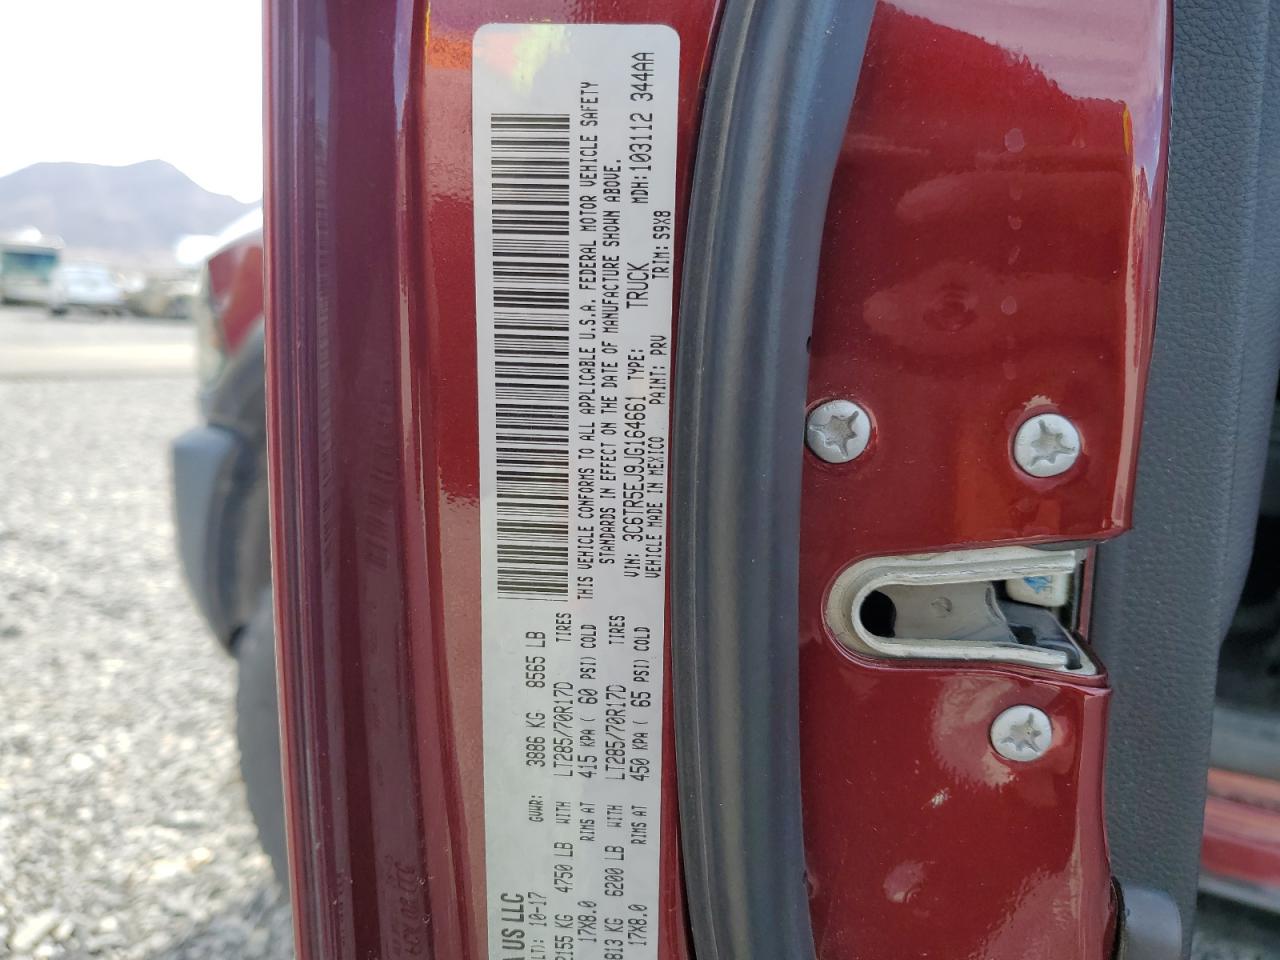 A US LLC
LT): 10-17 GVWR: 3886 KG 8565 LB
2155 KG 4750 LB WITH LT285/70R17D TIRES
17X8.0 RIMS AT 415 KPA( 60 PSI) COLD
813 KG 6200 LB WITH LT285/70R17D TIRES
17X8.0 RIMS AT 450 KPA ( 65 PSI) COLD
THIS VEHICLE CONFORMS TO ALL APPLICABLE U.S.A. FEDERAL MOTOR VEHICLE SAFETY
STANDARDS IN EFFECT ON THE DATE OF MANUFACTURE SHOWN ABOVE.
VIN: 3C6TR5EJ9JG164661 TYPE: TRUCK MDH: 103112 344AA
VEHICLE MADE IN MEXICO PAINT: PRV TRIM: S9X8